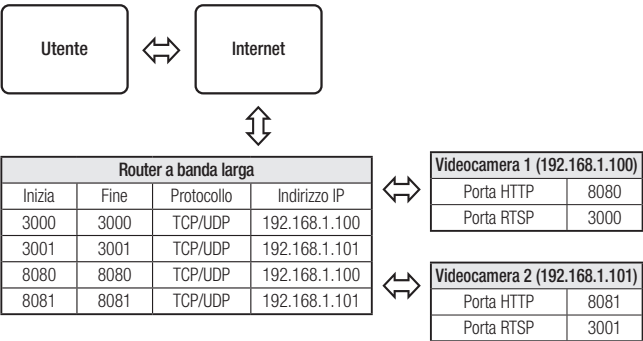 Utente
Internet
Router a banda larga
Inizia Fine Protocollo Indirizzo IP
3000 3000 TCP/UDP 192.168.1.100
3001 3001 TCP/UDP 192.168.1.101
8080 8080 TCP/UDP 192.168.1.100
8081 8081 TCP/UDP 192.168.1.101
Videocamera 1 (192.168.1.100)
Porta HTTP 8080
Porta RTSP 3000
Videocamera 2 (192.168.1.101)
Porta HTTP 8081
Porta RTSP 3001